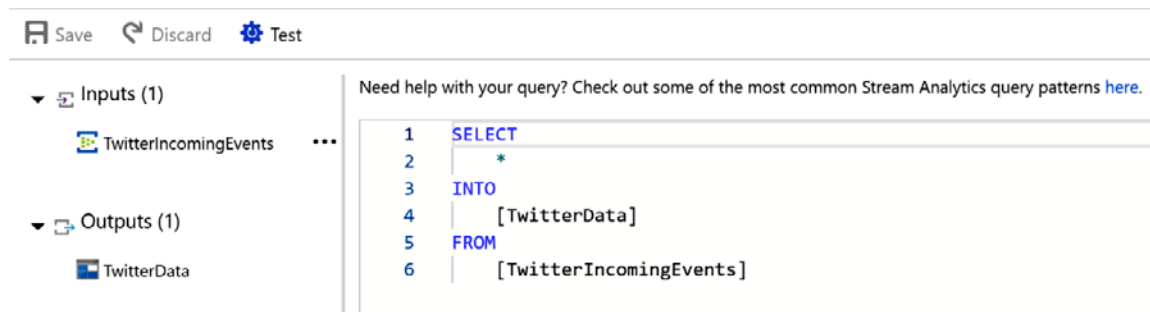 Save Discard Test
Inputs (1)
TwitterIncomingEvents •••
Outputs (1)
TwitterData
Need help with your query? Check out some of the most common Stream Analytics query patterns here.
1 SELECT
2 *
3 INTO
4 [TwitterData]
5 FROM
6 [TwitterIncomingEvents]